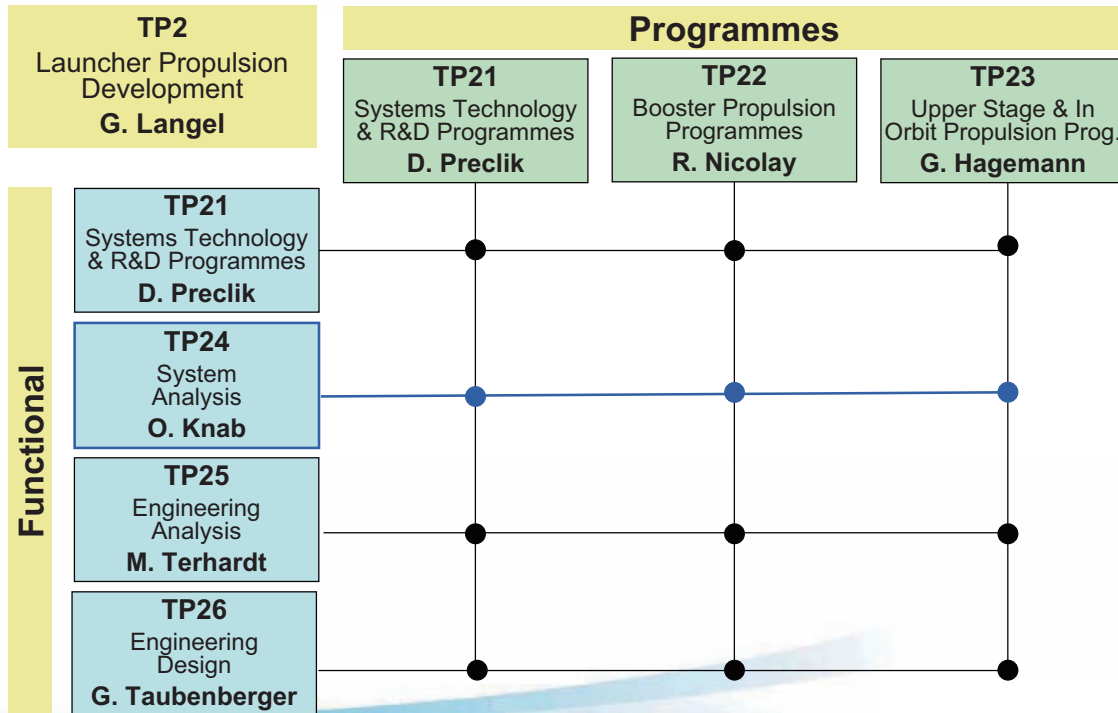 TP2
Launcher Propulsion
Development
G. Langel
Programmes
TP21
Systems Technology
& R&D Programmes
D. Preclik
TP22
Booster Propulsion
Programmes
R. Nicolay
TP23
Upper Stage & In
Orbit Propulsion Prog.
G. Hagemann
Functional
TP21
Systems Technology
& R&D Programmes
D. Preclik
TP24
System
Analysis
O. Knab
TP25
Engineering
Analysis
M. Terhardt
TP26
Engineering
Design
G. Taubenberger